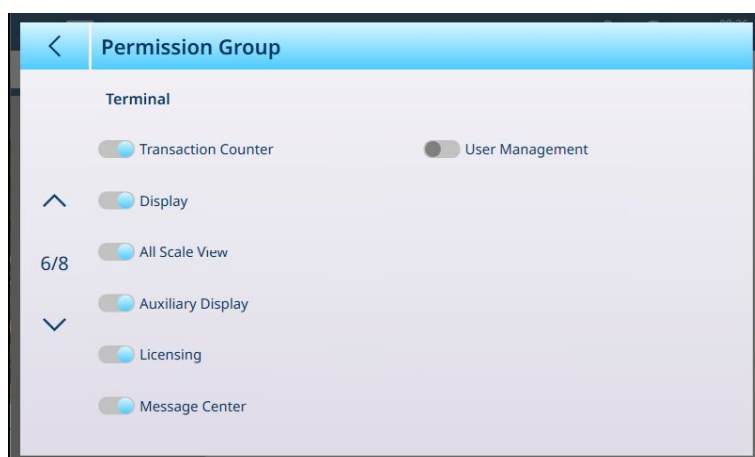 Permission Group
Terminal
Transaction Counter
User Management
Display
All Scale View
6/8
Auxiliary Display
Licensing
Message Center